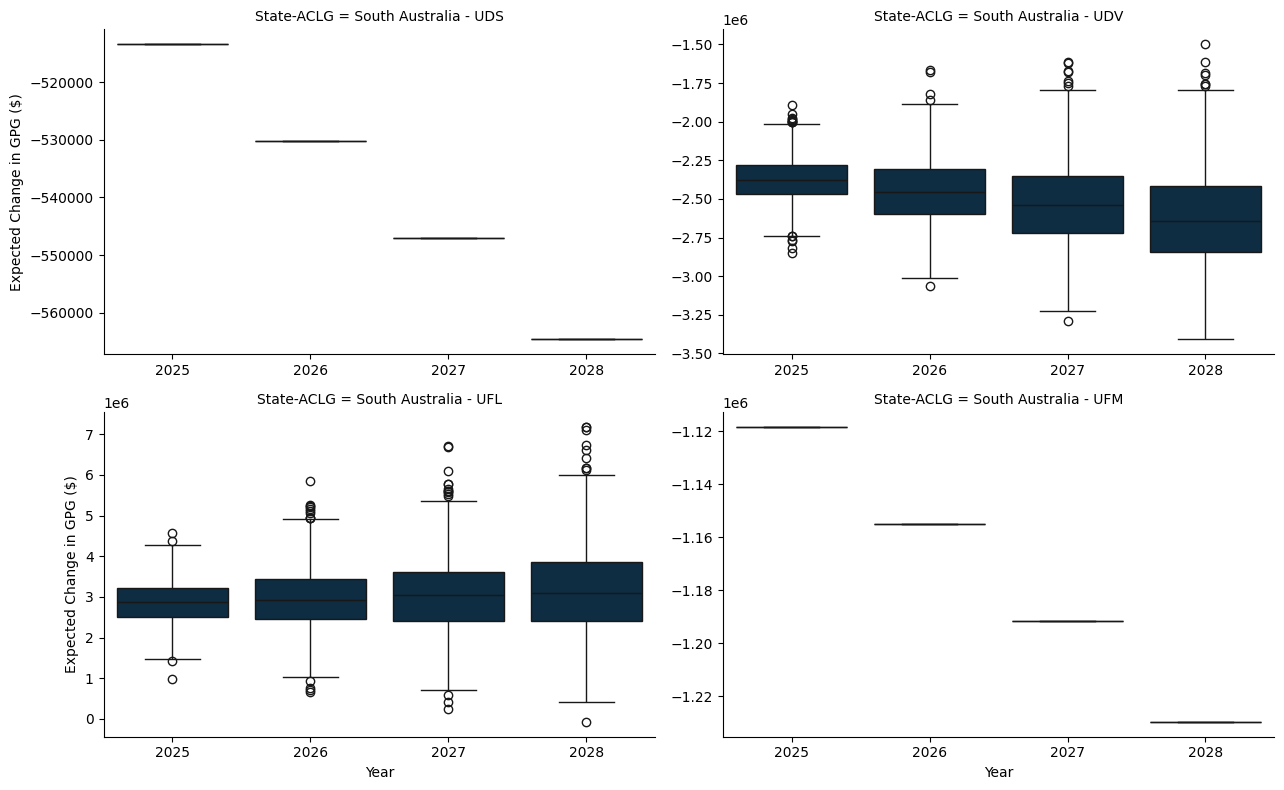 State-ACLG = South Australia - UDS
Expected Change in GPG ($)
−520000
−530000
−540000
−550000
−560000
2025 2026 2027 2028
State-ACLG = South Australia - UDV
1e6
−1.50
−1.75
−2.00
−2.25
−2.50
−2.75
−3.00
−3.25
−3.50
2025 2026 2027 2028
State-ACLG = South Australia - UFL
1e6
Expected Change in GPG ($)
7
6
5
4
3
2
1
0
2025 2026 2027 2028
Year
State-ACLG = South Australia - UFM
1e6
−1.12
−1.14
−1.16
−1.18
−1.20
−1.22
2025 2026 2027 2028
Year